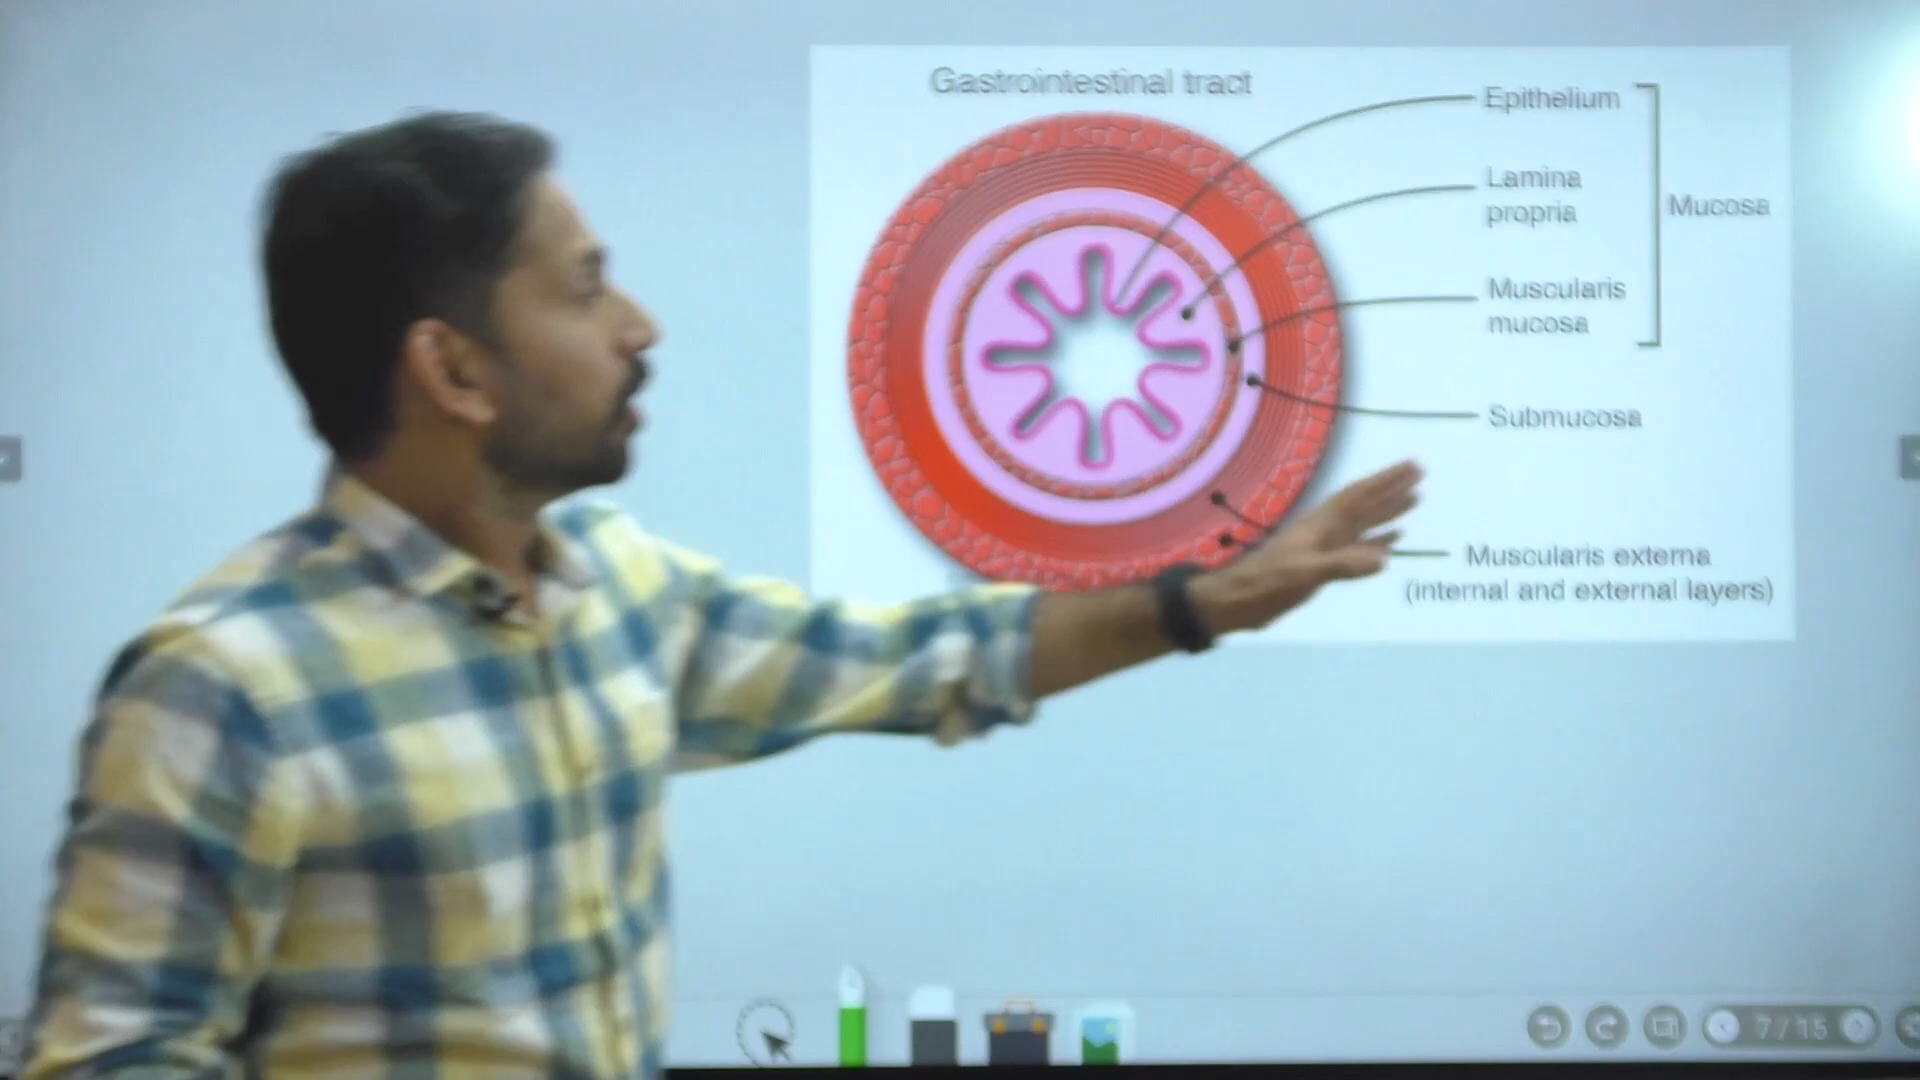 Gastrointestinal tract
Epithelium
Lamina
propria
Mucosa
Muscularis
mucosa
Submucosa
Muscularis externa
(internal and external layers)
7/15